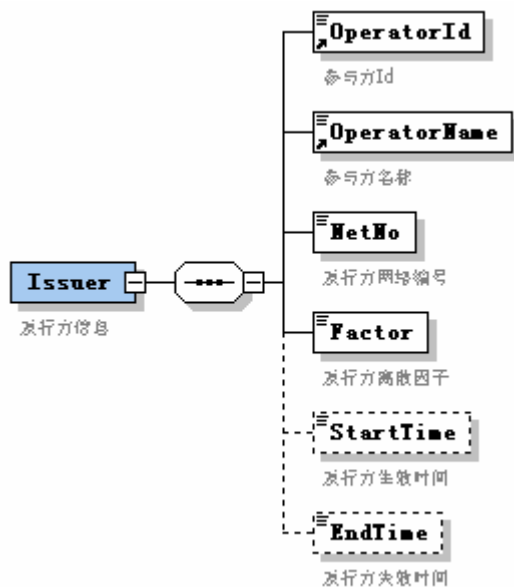 OperatorId
参与方Id
OperatorName
参与方名称
NetNo
发行方网络编号
Issuer
发行方信息
Factor
发行方离散因子
StartTime
发行方生效时间
EndTime
发行方失效时间